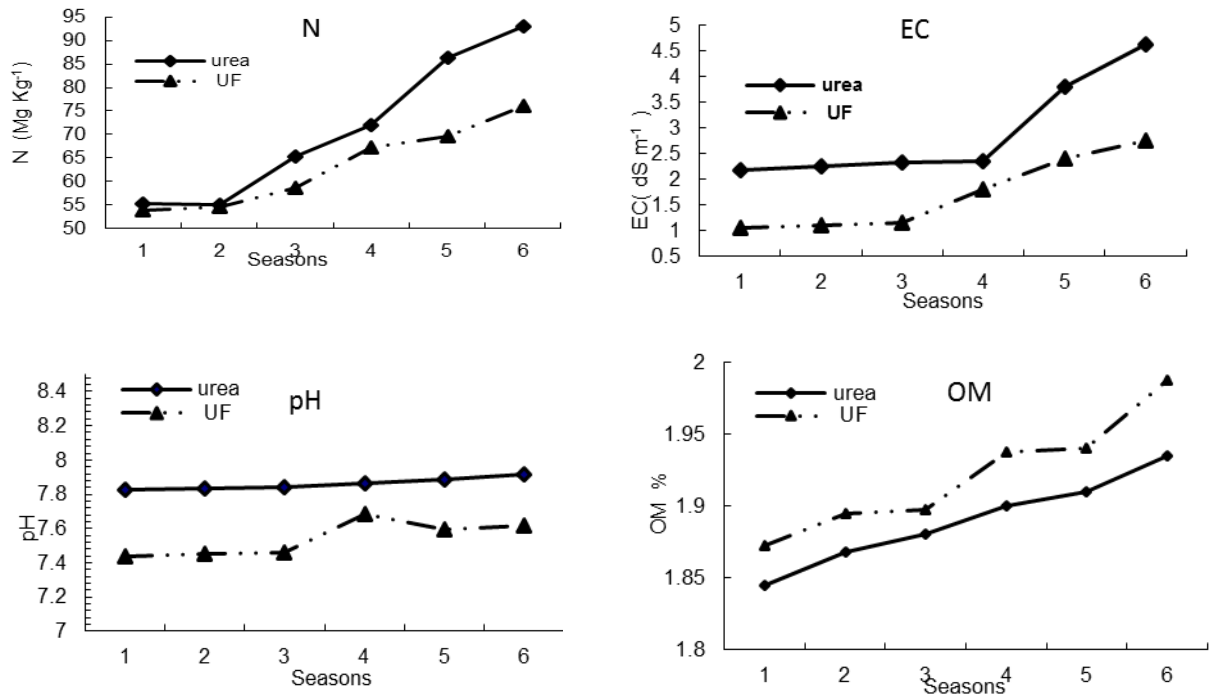 N
N (Mg Kg-1)
95
90
85
80
75
70
65
60
55
50
urea
UF
1 2 3 4 5 6
Seasons
EC
EC( dS m-1)
4.5
4
3.5
3
2.5
2
1.5
1
0.5
urea
UF
1 2 3 4 5 6
Seasons
pH
pH
8.4
8.2
8
7.8
7.6
7.4
7.2
7
urea
UF
1 2 3 4 5 6
Seasons
OM
OM %
2
1.95
1.9
1.85
1.8
urea
UF
1 2 3 4 5 6
Seasons